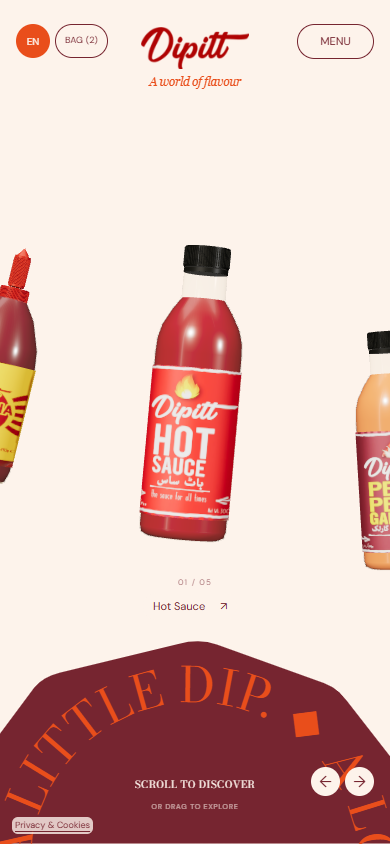 EN
BAG (2)
Dipitt
A world of flavour
MENU
Dipitt
HOT
SAUCE
ہاٹ ساس
the sauce for all times
01 / 05
Hot Sauce
LITTLE DIP.
SCROLL TO DISCOVER
OR DRAG TO EXPLORE
Privacy & Cookies